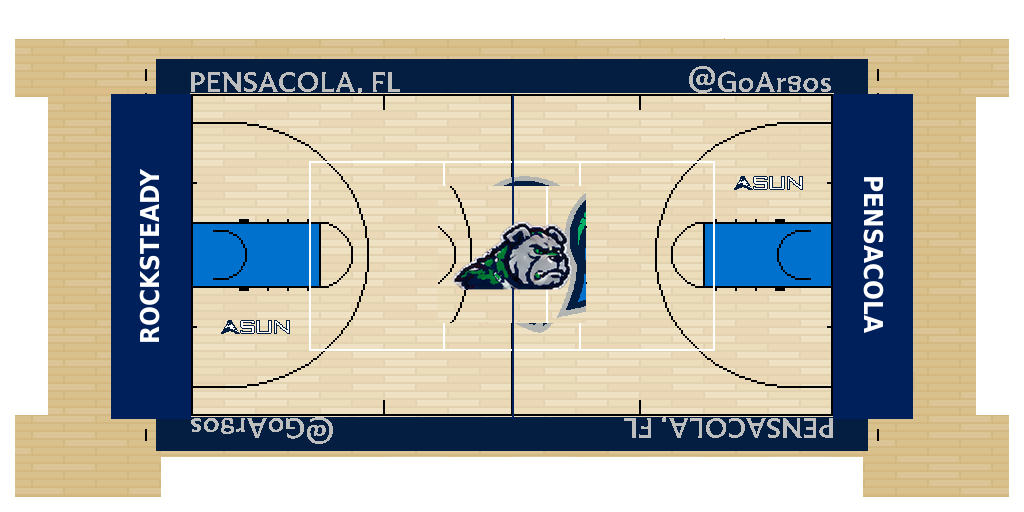 PENSACOLA, FL
@GoArgos
ROCKSTEADY
PENSACOLA
ASUN
ASUN
@GoArgos
PENSACOLA, FL